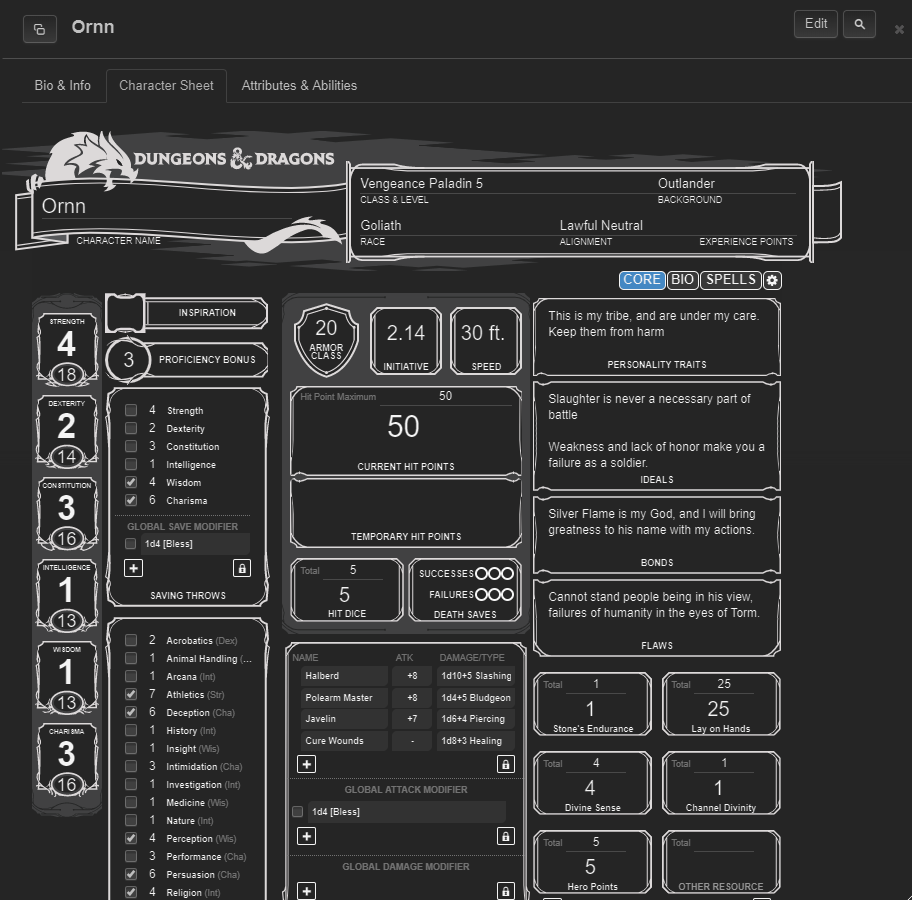 Ornn
Edit
Bio & Info
Character Sheet
Attributes & Abilities
DUNGEONS & DRAGONS
Ornn
CHARACTER NAME
Vengeance Paladin 5
CLASS & LEVEL
Outlander
BACKGROUND
Goliath
RACE
Lawful Neutral
ALIGNMENT
EXPERIENCE POINTS
CORE
BIO
SPELLS
STRENGTH
4
18
DEXTERITY
2
14
CONSTITUTION
3
16
INTELLIGENCE
1
13
WISDOM
1
13
CHARISMA
3
16
INSPIRATION
3
PROFICIENCY BONUS
4 Strength
2 Dexterity
3 Constitution
1 Intelligence
4 Wisdom
6 Charisma
GLOBAL SAVE MODIFIER
1d4 [Bless]
+
SAVING THROWS
2 Acrobatics (Dex)
1 Animal Handling (...
1 Arcana (Int)
7 Athletics (Str)
6 Deception (Cha)
1 History (Int)
1 Insight (Wis)
3 Intimidation (Cha)
1 Investigation (Int)
1 Medicine (Wis)
1 Nature (Int)
4 Perception (Wis)
3 Performance (Cha)
6 Persuasion (Cha)
4 Religion (Int)
20
ARMOR
CLASS
2.14
INITIATIVE
30 ft.
SPEED
Hit Point Maximum 50
50
CURRENT HIT POINTS
TEMPORARY HIT POINTS
Total 5
5
HIT DICE
SUCCESSES
FAILURES
DEATH SAVES
NAME ATK DAMAGE/TYPE
Halberd +8 1d10+5 Slashing
Polearm Master +8 1d4+5 Bludgeon
Javelin +7 1d6+4 Piercing
Cure Wounds - 1d8+3 Healing
+
GLOBAL ATTACK MODIFIER
1d4 [Bless]
+
GLOBAL DAMAGE MODIFIER
+
This is my tribe, and are under my care.
Keep them from harm
PERSONALITY TRAITS
Slaughter is never a necessary part of
battle
Weakness and lack of honor make you a
failure as a soldier.
IDEALS
Silver Flame is my God, and I will bring
greatness to his name with my actions.
BONDS
Cannot stand people being in his view,
failures of humanity in the eyes of Torm.
FLAWS
Total 1
1
Stone's Endurance
Total 25
25
Lay on Hands
Total 4
4
Divine Sense
Total 1
1
Channel Divinity
Total 5
5
Hero Points
Total
OTHER RESOURCE